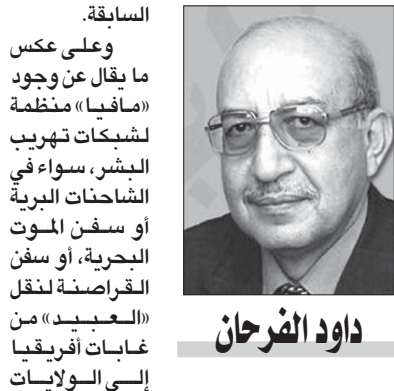 السابقة.
وعلى عكس
ما يقال عن وجود
«مافيا» منظمة
لشبكات تهريب
البشر، سواء في
الشاحنات البرية
أو سفن الموت
البحرية، أو سفن
القراصنة لنقل
«العبيد» من
غابات أفريقيا
إلى الولايات
داود الفرحان